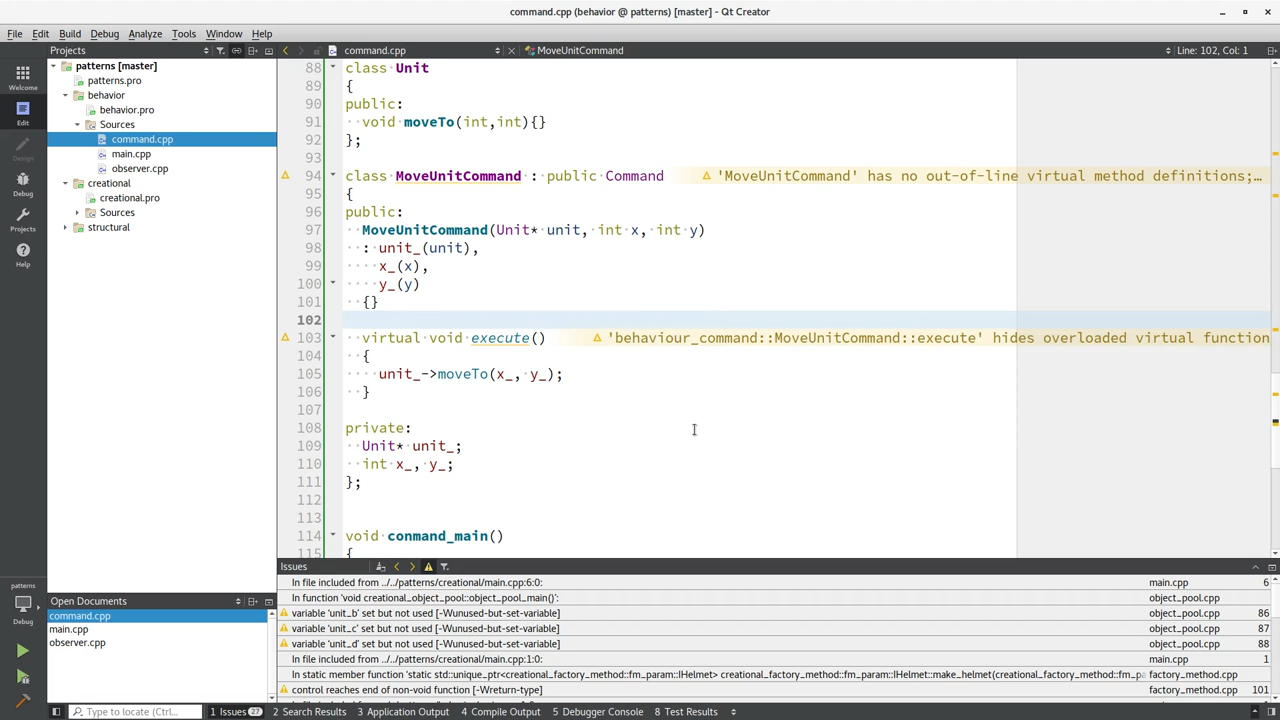 command.cpp (behavior @ patterns) [master] - Qt Creator
File Edit Build Debug Analyze Tools Window Help
Projects
command.cpp
MoveUnitCommand
Line: 102, Col: 1
Welcome
Edit
Design
Debug
Projects
Help
patterns [master]
patterns.pro
behavior
behavior.pro
Sources
command.cpp
main.cpp
observer.cpp
creational
creational.pro
Sources
structural
88 class Unit
89 {
90 public:
91 void moveTo(int,int){}
92 };
93
94 class MoveUnitCommand : public Command 'MoveUnitCommand' has no out-of-line virtual method definitions;…
95 {
96 public:
97 MoveUnitCommand(Unit* unit, int x, int y)
98 : unit_(unit),
99 x_(x),
100 y_(y)
101 {}
102
103 virtual void execute() 'behaviour_command::MoveUnitCommand::execute' hides overloaded virtual function
104 {
105 unit_->moveTo(x_, y_);
106 }
107
108 private:
109 Unit* unit_;
110 int x_, y_;
111 };
112
113
114 void conmand_main()
115 {
Open Documents
command.cpp
main.cpp
observer.cpp
patterns
Debug
Issues
In file included from ../../patterns/creational/main.cpp:6:0: main.cpp 6
In function 'void creational_object_pool::object_pool_main()': object_pool.cpp
variable 'unit_b' set but not used [-Wunused-but-set-variable] object_pool.cpp 86
variable 'unit_c' set but not used [-Wunused-but-set-variable] object_pool.cpp 87
variable 'unit_d' set but not used [-Wunused-but-set-variable] object_pool.cpp 88
In file included from ../../patterns/creational/main.cpp:1:0: main.cpp 1
In static member function 'static std::unique_ptr<creational_factory_method::fm_param::IHelmet> creational_factory_method::fm_param::IHelmet::make_helmet(creational_factory_met… factory_method.cpp
control reaches end of non-void function [-Wreturn-type] factory_method.cpp 101
Type to locate (Ctrl…
1 Issues 27
2 Search Results
3 Application Output
4 Compile Output
5 Debugger Console
8 Test Results